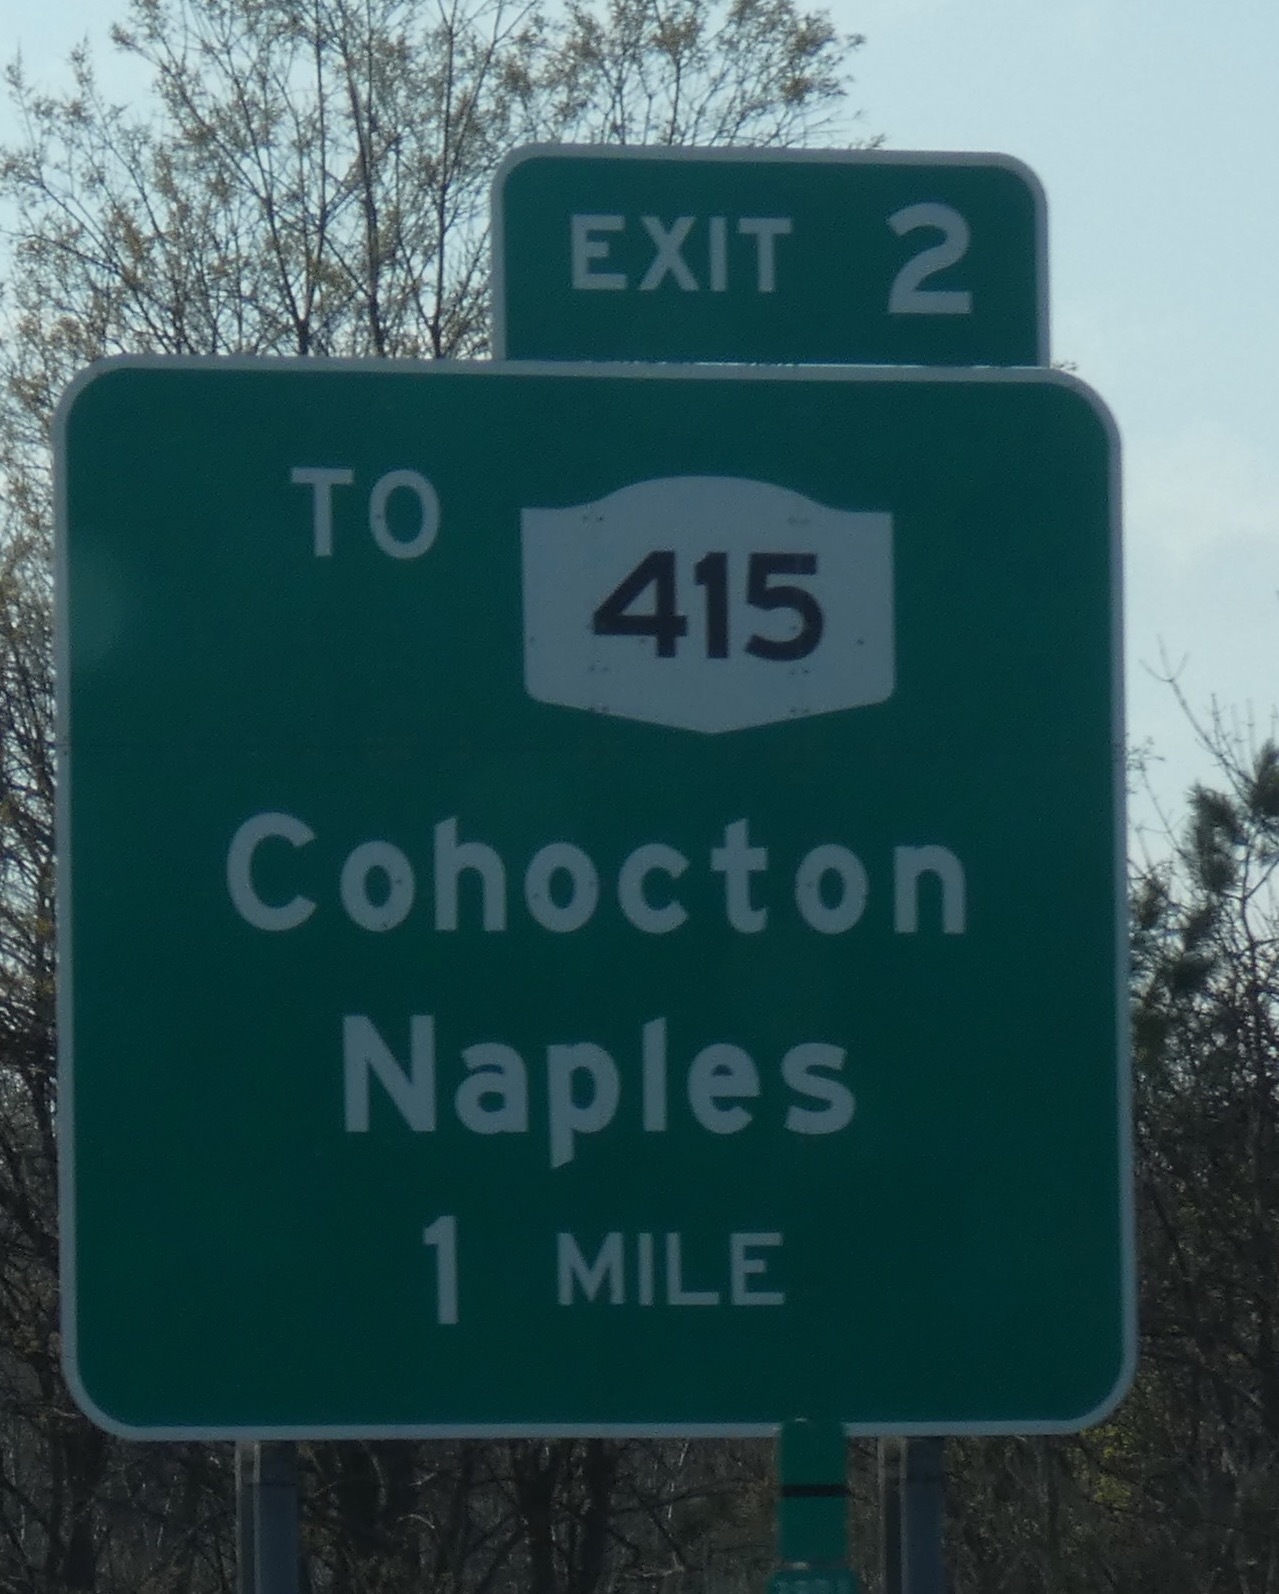 EXIT 2
TO 415
Cohocton
Naples
1 MILE